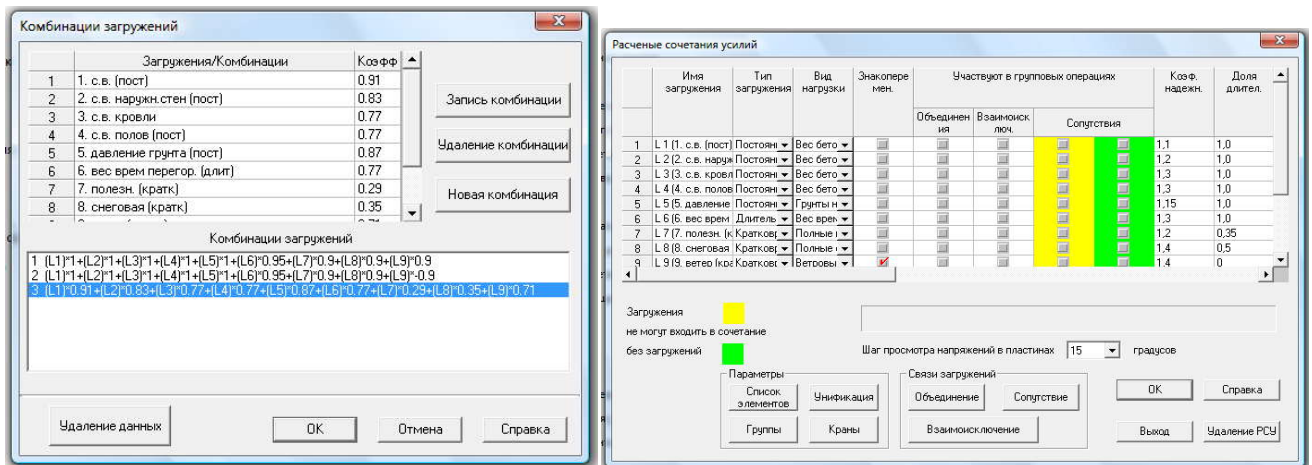 Комбинации загружений
Загружения/Комбинации Коэфф
1 1. с.в. (пост) 0.91
2 2. с.в. наружн.стен (пост) 0.83
3 3. с.в. кровли 0.77
4 4. с.в. полов (пост) 0.77
5 5. давление грунта (пост) 0.87
6 6. вес врем перегор. (длит) 0.77
7 7. полезн. (кратк) 0.29
8 8. снеговая (кратк) 0.35
Запись комбинации
Удаление комбинации
Новая комбинация
Комбинации загружений
1 (L1)*1+(L2)*1+(L3)*1+(L4)*1+(L5)*1+(L6)*0.95+(L7)*0.9+(L8)*0.9+(L9)*0.9
2 (L1)*1+(L2)*1+(L3)*1+(L4)*1+(L5)*1+(L6)*0.95+(L7)*0.9+(L8)*0.9+(L9)*-0.9
3 (L1)*0.91+(L2)*0.83+(L3)*0.77+(L4)*0.77+(L5)*0.87+(L6)*0.77+(L7)*0.29+(L8)*0.35+(L9)*0.71
Удаление данных
OK
Отмена
Справка
Расченые сочетания усилий
Имя загружения
Тип загружения
Вид нагрузки
Знакопере мен.
Участвуют в групповых операциях
Коэф. надежн.
Доля длител.
Объединен ия
Взаимоиск люч.
Сопутствия
1 L 1 (1. с.в. (пост) Постоянн Вес бето 1,1 1,0
2 L 2 (2. с.в. наруж Постоянн Вес бето 1,2 1,0
3 L 3 (3. с.в. кровл Постоянн Вес бето 1,3 1,0
4 L 4 (4. с.в. полов Постоянн Вес бето 1,3 1,0
5 L 5 (5. давление Постоянн Грунты н 1,15 1,0
6 L 6 (6. вес врем Длитель Вес врем 1,3 1,0
7 L 7 (7. полезн. (к Кратковр Полные 1,2 0,35
8 L 8 (8. снеговая Кратковр Полные 1,4 0,5
9 L 9 (9. ветер (кра Кратковр Ветровы 1,4 0
Загружения
не могут входить в сочетание
без загружений
Шаг просмотра напряжений в пластинах 15 градусов
Параметры
Список элементов
Унификация
Группы
Краны
Связи загружений
Объединение
Сопутствие
Взаимоисключение
OK
Справка
Выход
Удаление РСУ